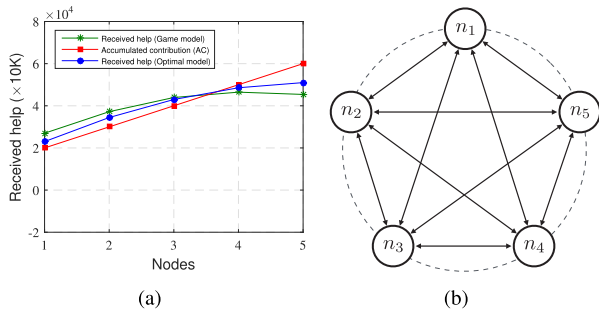 ×10⁴
8
6
4
2
0
-2
Received help (×10K)
Received help (Game model)
Accumulated contribution (AC)
Received help (Optimal model)
1 2 3 4 5
Nodes
(a)
n₁
n₂
n₅
n₃
n₄
(b)